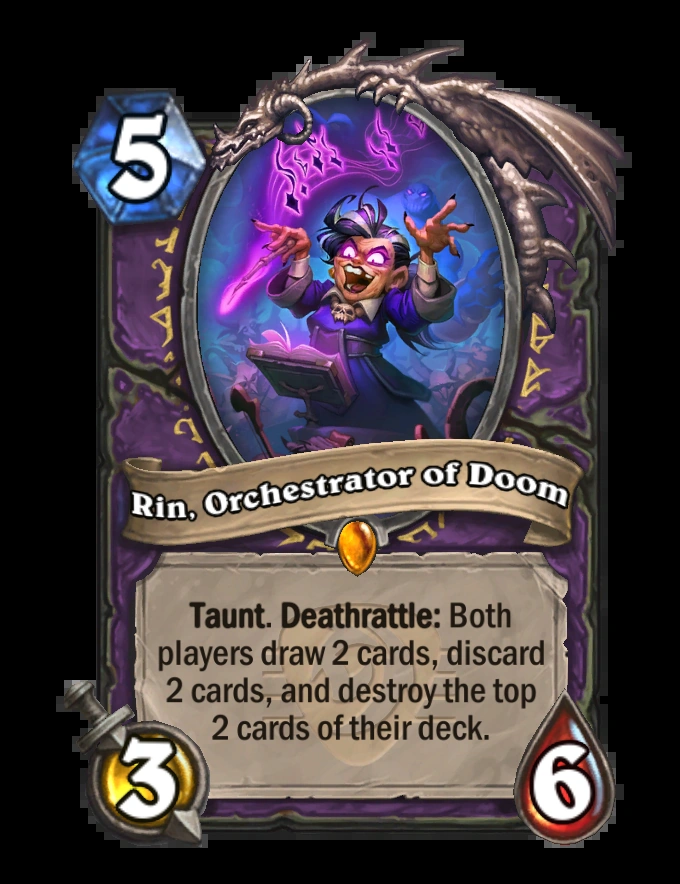 5
Rin, Orchestrator of Doom
Taunt. Deathrattle: Both
players draw 2 cards, discard
2 cards, and destroy the top
2 cards of their deck.
3
6